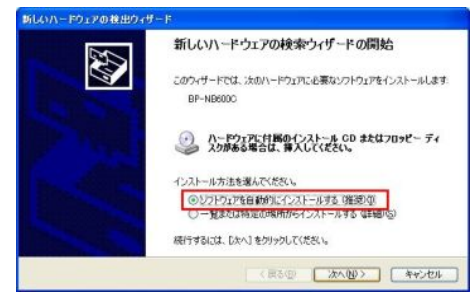 新しいハードウェアの検出ウィザード
新しいハードウェアの検索ウィザードの開始
このウィザードでは、次のハードウェアに必要なソフトウェアをインストールします:
BP-NB600C
ハードウェアに付属のインストール CD またはフロッピー ディ
スクがある場合は、挿入してください。
インストール方法を選んでください。
ソフトウェアを自動的にインストールする (推奨)(I)
一覧または特定の場所からインストールする (詳細)(S)
続行するには、[次へ] をクリックしてください。
< 戻る(B) 次へ(N) > キャンセル